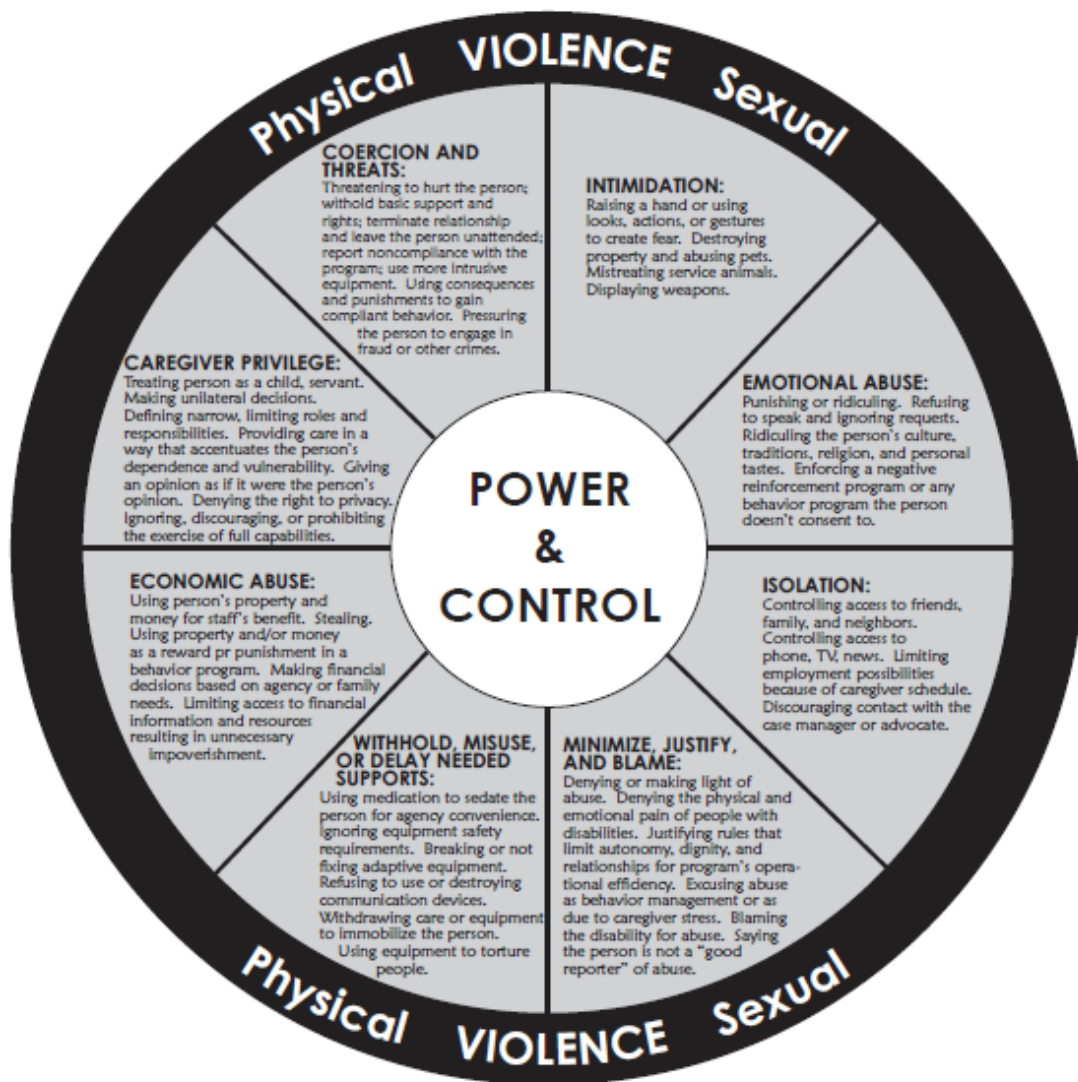 Physical VIOLENCE Sexual
COERCION AND
THREATS:
Threatening to hurt the person;
withold basic support and
rights; terminate relationship
and leave the person unattended;
report noncompliance with the
program; use more intrusive
equipment. Using consequences
and punishments to gain
compliant behavior. Pressuring
the person to engage in
fraud or other crimes.
INTIMIDATION:
Raising a hand or using
looks, actions, or gestures
to create fear. Destroying
property and abusing pets.
Mistreating service animals.
Displaying weapons.
CAREGIVER PRIVILEGE:
Treating person as a child, servant.
Making unilateral decisions.
Defining narrow, limiting roles and
responsibilities. Providing care in a
way that accentuates the person's
dependence and vulnerability. Giving
an opinion as if it were the person's
opinion. Denying the right to privacy.
Ignoring, discouraging, or prohibiting
the exercise of full capabilities.
EMOTIONAL ABUSE:
Punishing or ridiculing. Refusing
to speak and ignoring requests.
Ridiculing the person's culture,
traditions, religion, and personal
tastes. Enforcing a negative
reinforcement program or any
behavior program the person
doesn't consent to.
POWER
&
CONTROL
ECONOMIC ABUSE:
Using person's property and
money for staff's benefit. Stealing.
Using property and/or money
as a reward pr punishment in a
behavior program. Making financial
decisions based on agency or family
needs. Limiting access to financial
information and resources
resulting in unnecessary
impoverishment.
ISOLATION:
Controlling access to friends,
family, and neighbors.
Controlling access to
phone, TV, news. Limiting
employment possibilities
because of caregiver schedule.
Discouraging contact with the
case manager or advocate.
WITHHOLD, MISUSE,
OR DELAY NEEDED
SUPPORTS:
Using medication to sedate the
person for agency convenience.
Ignoring equipment safety
requirements. Breaking or not
fixing adaptive equipment.
Refusing to use or destroying
communication devices.
Withdrawing care or equipment
to immobilize the person.
Using equipment to torture
people.
MINIMIZE, JUSTIFY,
AND BLAME:
Denying or making light of
abuse. Denying the physical and
emotional pain of people with
disabilities. Justifying rules that
limit autonomy, dignity, and
relationships for program's opera-
tional efficiency. Excusing abuse
as behavior management or as
due to caregiver stress. Blaming
the disability for abuse. Saying
the person is not a "good
reporter" of abuse.
Physical VIOLENCE Sexual